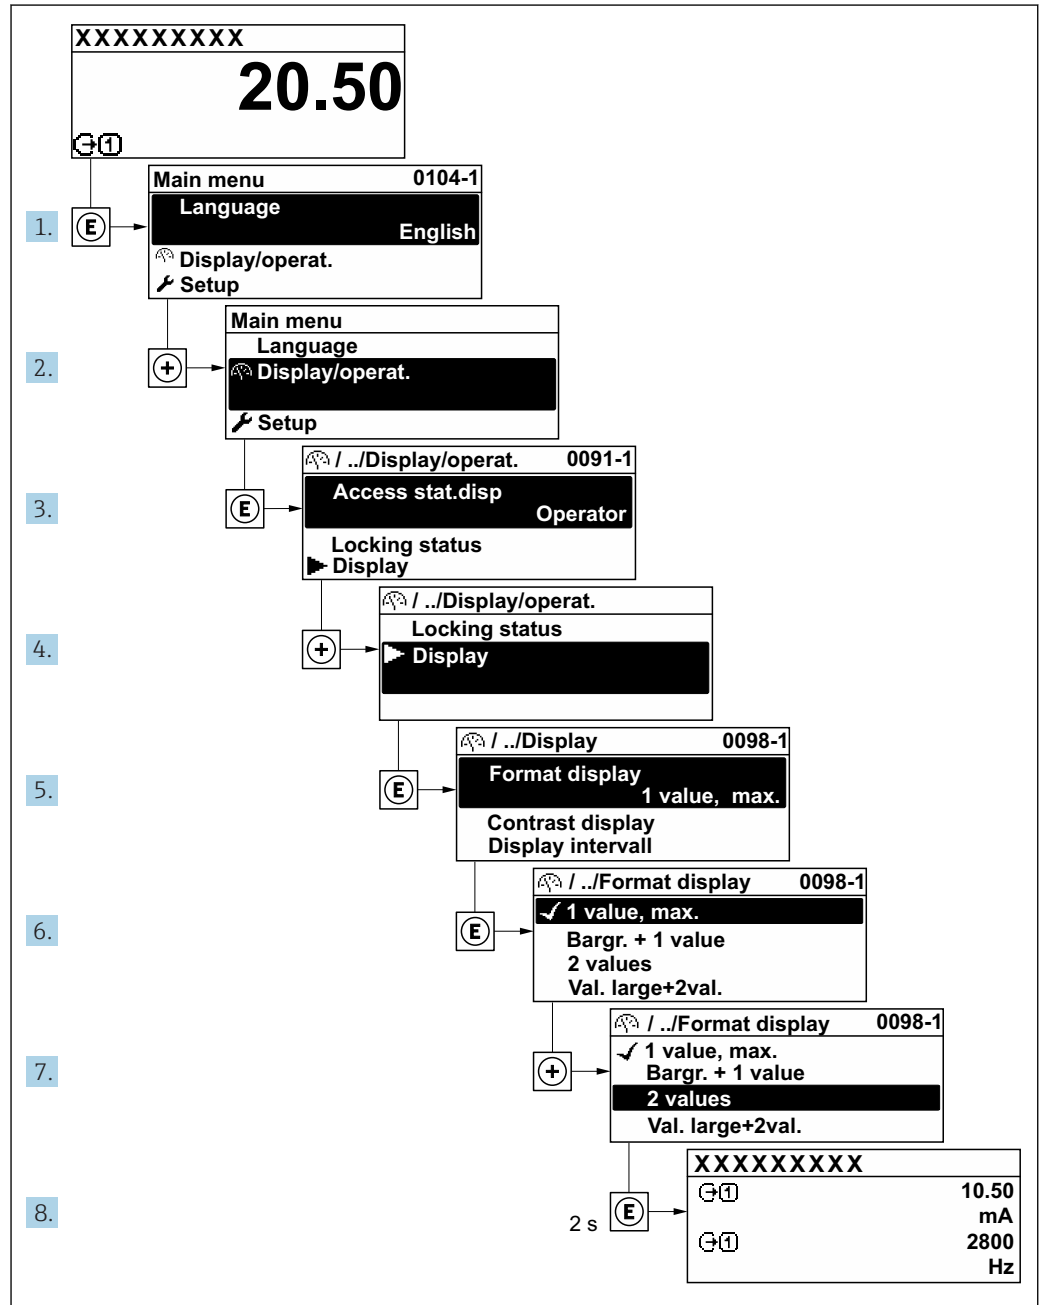 XXXXXXXXX
20.50
1
Main menu 0104-1
1. E Language
English
Display/operat.
Setup
Main menu
Language
2. + Display/operat.
Setup
/ ../Display/operat. 0091-1
3. E Access stat.disp
Operator
Locking status
Display
/ ../Display/operat.
Locking status
4. + Display
/ ../Display 0098-1
5. E Format display
1 value, max.
Contrast display
Display intervall
/ ../Format display 0098-1
6. E 1 value, max.
Bargr. + 1 value
2 values
Val. large+2val.
/ ../Format display 0098-1
7. + 1 value, max.
Bargr. + 1 value
2 values
Val. large+2val.
XXXXXXXXX
8. 2 s E 1 10.50
mA
1 2800
Hz